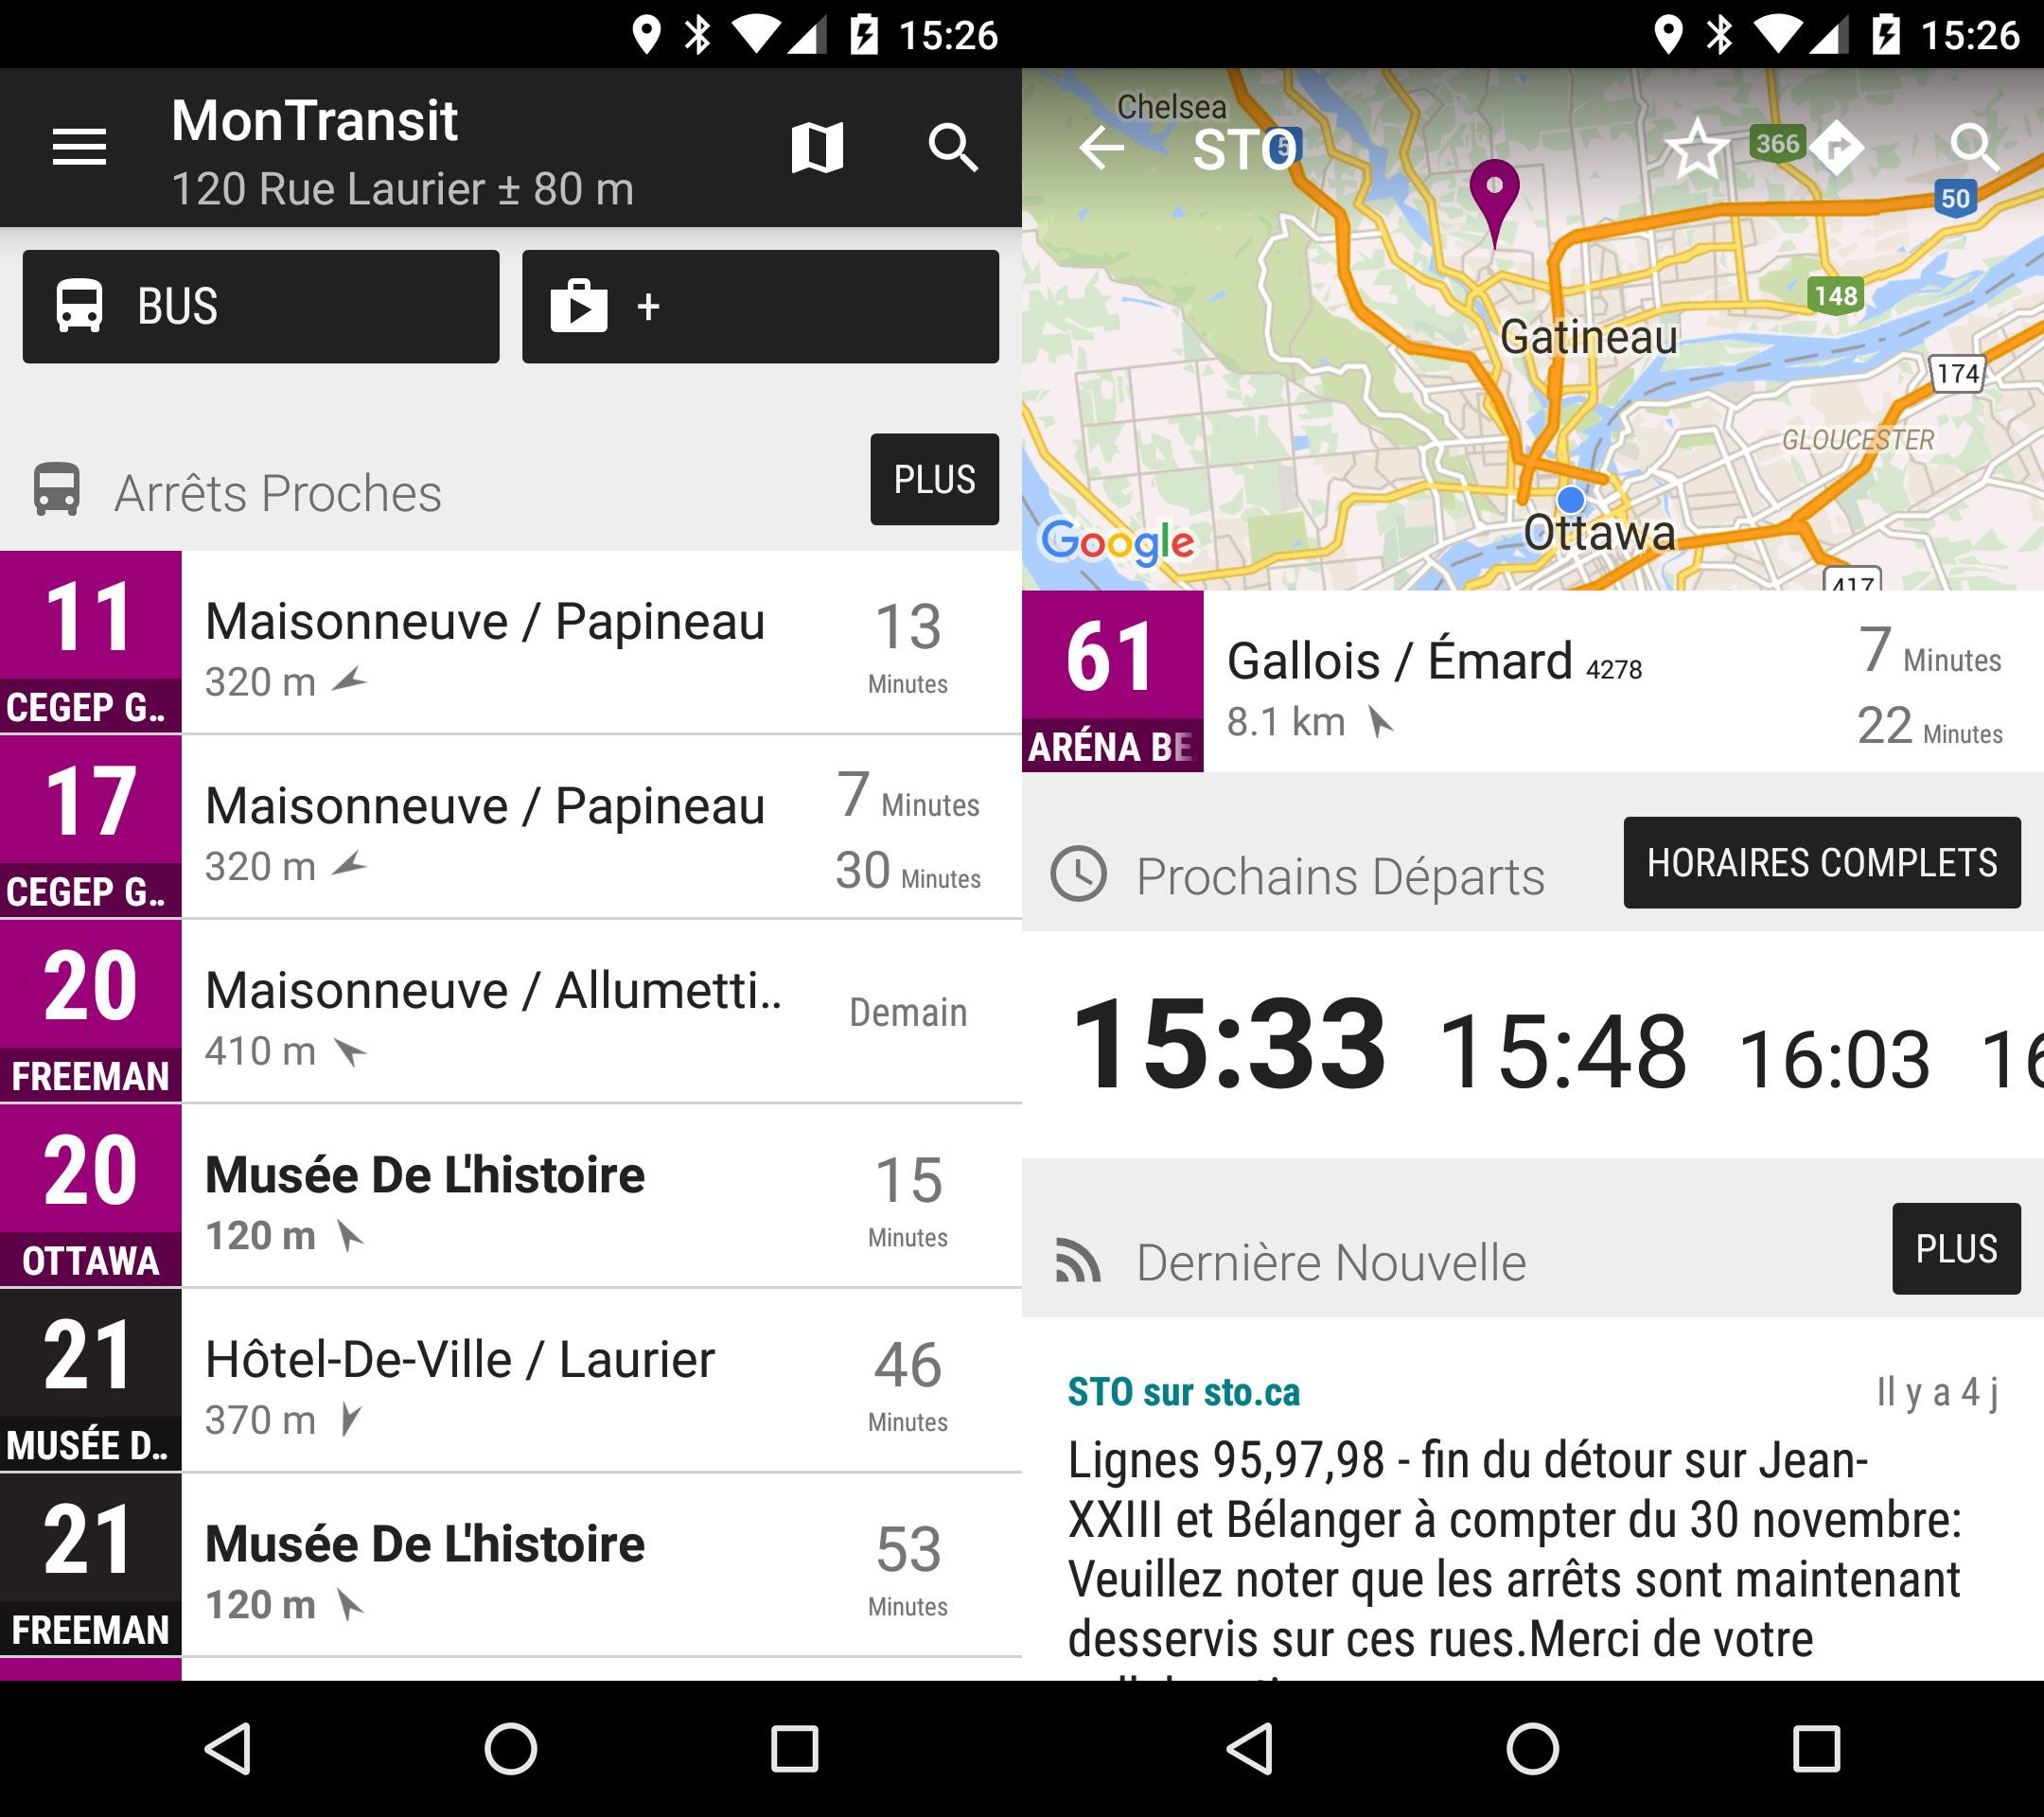 15:26
MonTransit
120 Rue Laurier ± 80 m
BUS
+
Arrêts Proches
PLUS
11
CEGEP G..
Maisonneuve / Papineau
320 m
13
Minutes
17
CEGEP G..
Maisonneuve / Papineau
320 m
7 Minutes
30 Minutes
20
FREEMAN
Maisonneuve / Allumetti..
410 m
Demain
20
OTTAWA
Musée De L'histoire
120 m
15
Minutes
21
MUSÉE D..
Hôtel-De-Ville / Laurier
370 m
46
Minutes
21
FREEMAN
Musée De L'histoire
120 m
53
Minutes
15:26
Chelsea
STO
5
366
50
148
Gatineau
174
GLOUCESTER
Google
Ottawa
417
61
ARÉNA BE
Gallois / Émard 4278
8.1 km
7 Minutes
22 Minutes
Prochains Départs
HORAIRES COMPLETS
15:33 15:48 16:03 16
Dernière Nouvelle
PLUS
STO sur sto.ca
Il y a 4 j
Lignes 95,97,98 - fin du détour sur Jean-
XXIII et Bélanger à compter du 30 novembre:
Veuillez noter que les arrêts sont maintenant
desservis sur ces rues.Merci de votre